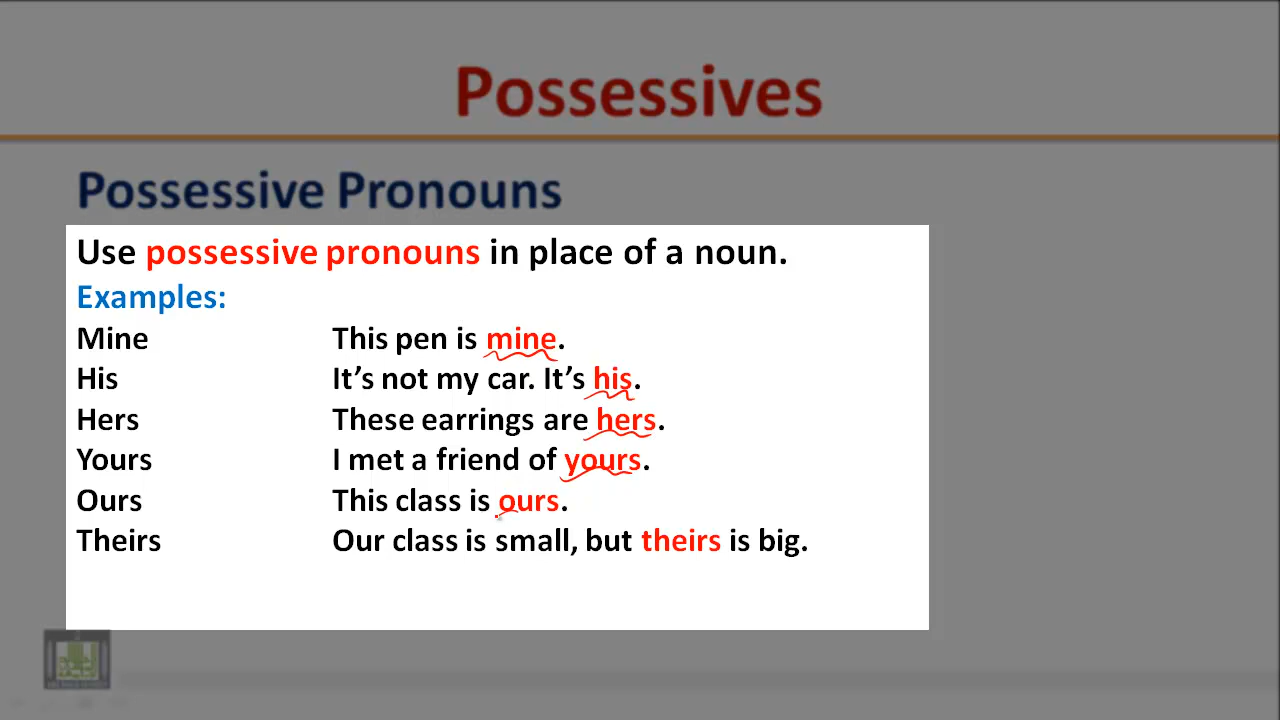 Possessives
Possessive Pronouns
Use possessive pronouns in place of a noun.
Examples:
Mine This pen is mine.
His It’s not my car. It’s his.
Hers These earrings are hers.
Yours I met a friend of yours.
Ours This class is ours.
Theirs Our class is small, but theirs is big.